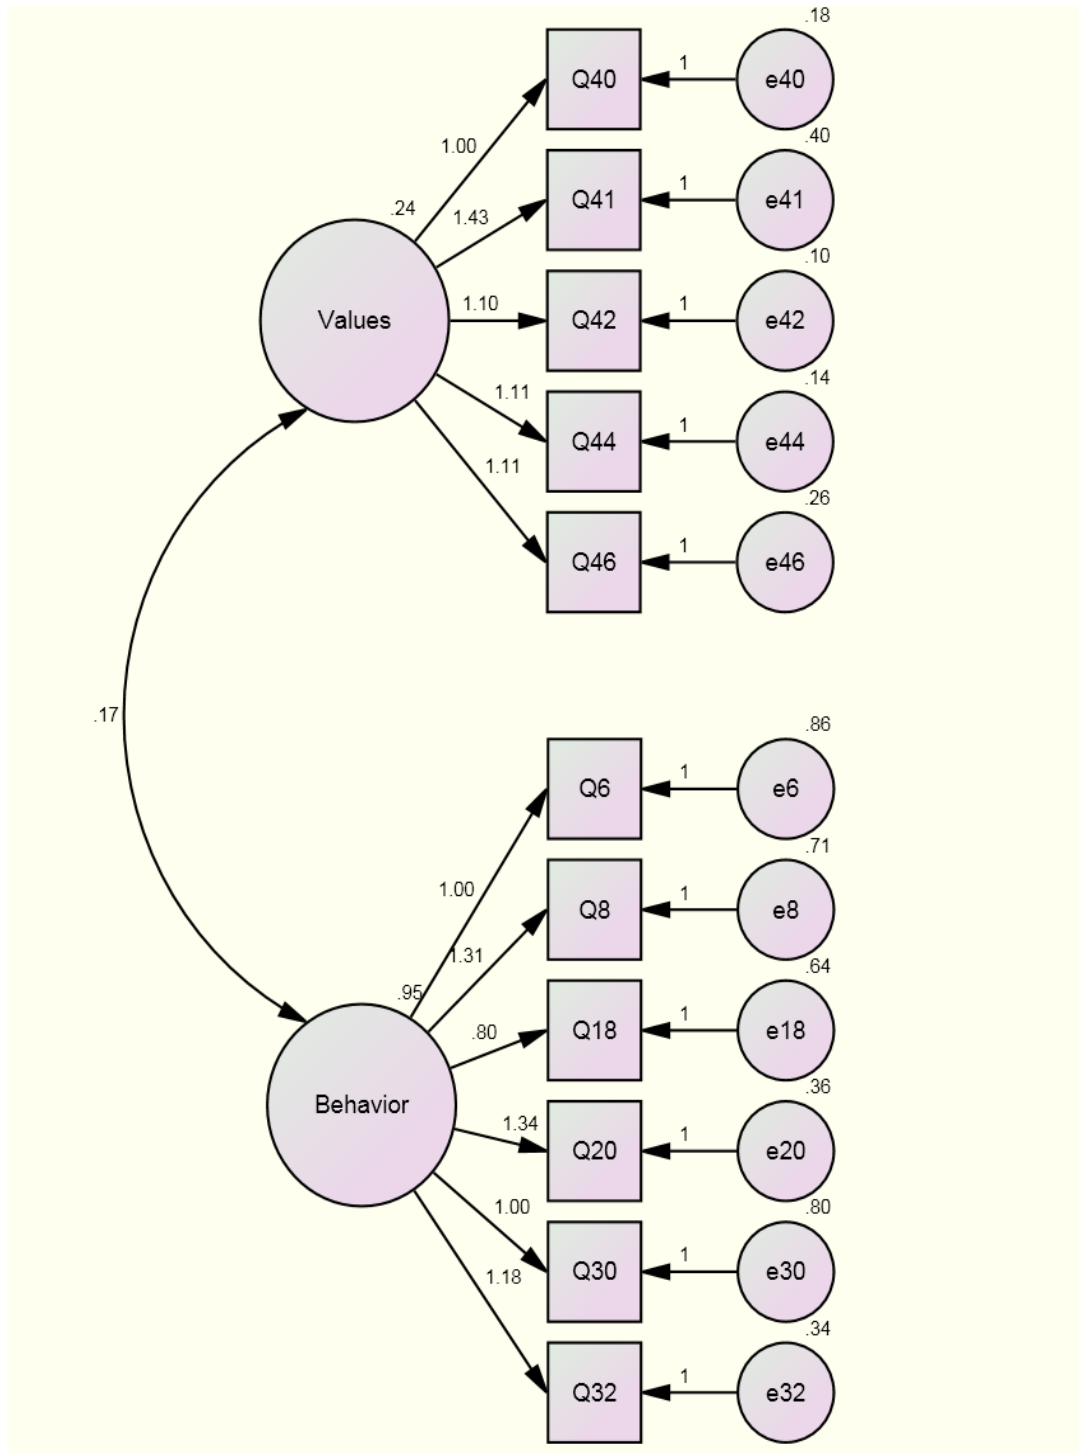 .18
Q40
1
e40
1.00
.40
.24
1.43
Q41
1
e41
.10
Values
1.10
Q42
1
e42
.14
1.11
Q44
1
e44
1.11
.26
Q46
1
e46
.17
.86
Q6
1
e6
1.00
.71
Q8
1
e8
1.31
.64
.95
.80
Q18
1
e18
.36
Behavior
1.34
Q20
1
e20
.80
1.00
Q30
1
e30
1.18
.34
Q32
1
e32